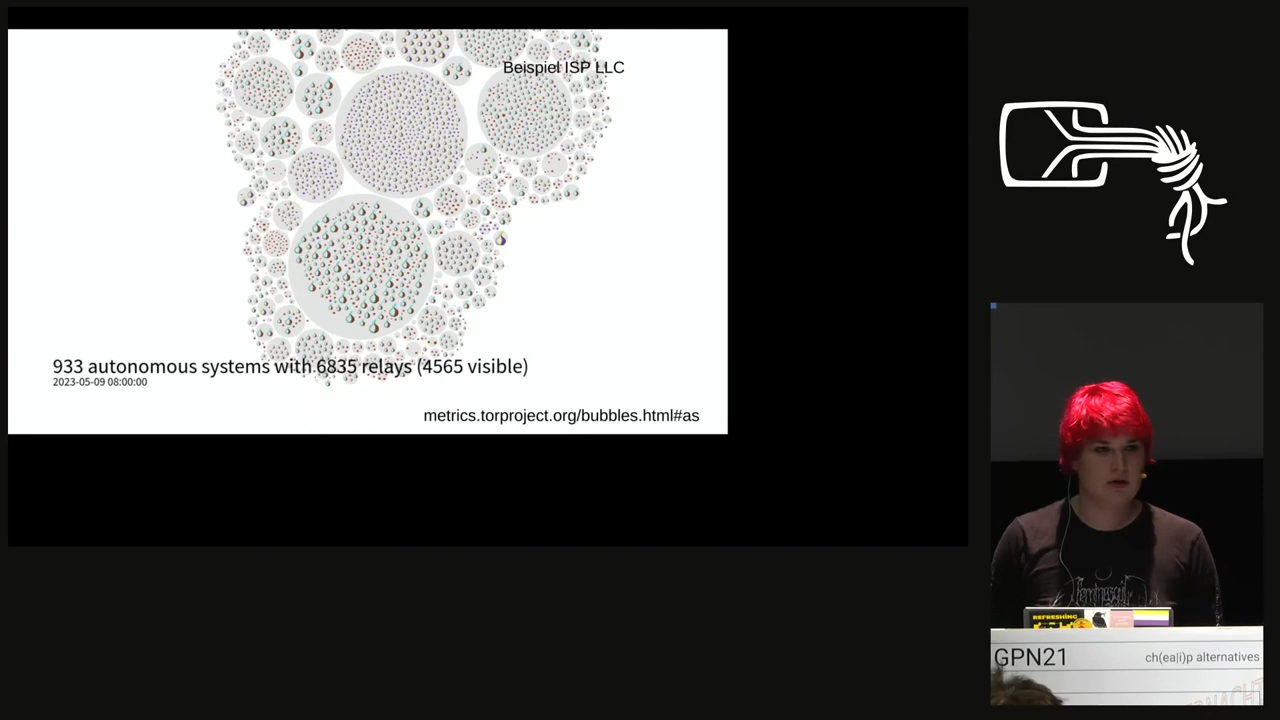 Beispiel ISP LLC
933 autonomous systems with 6835 relays (4565 visible)
2023-05-09 08:00:00
metrics.torproject.org/bubbles.html#as
REFRESHING
GPN21
ch(ea|i)p alternatives